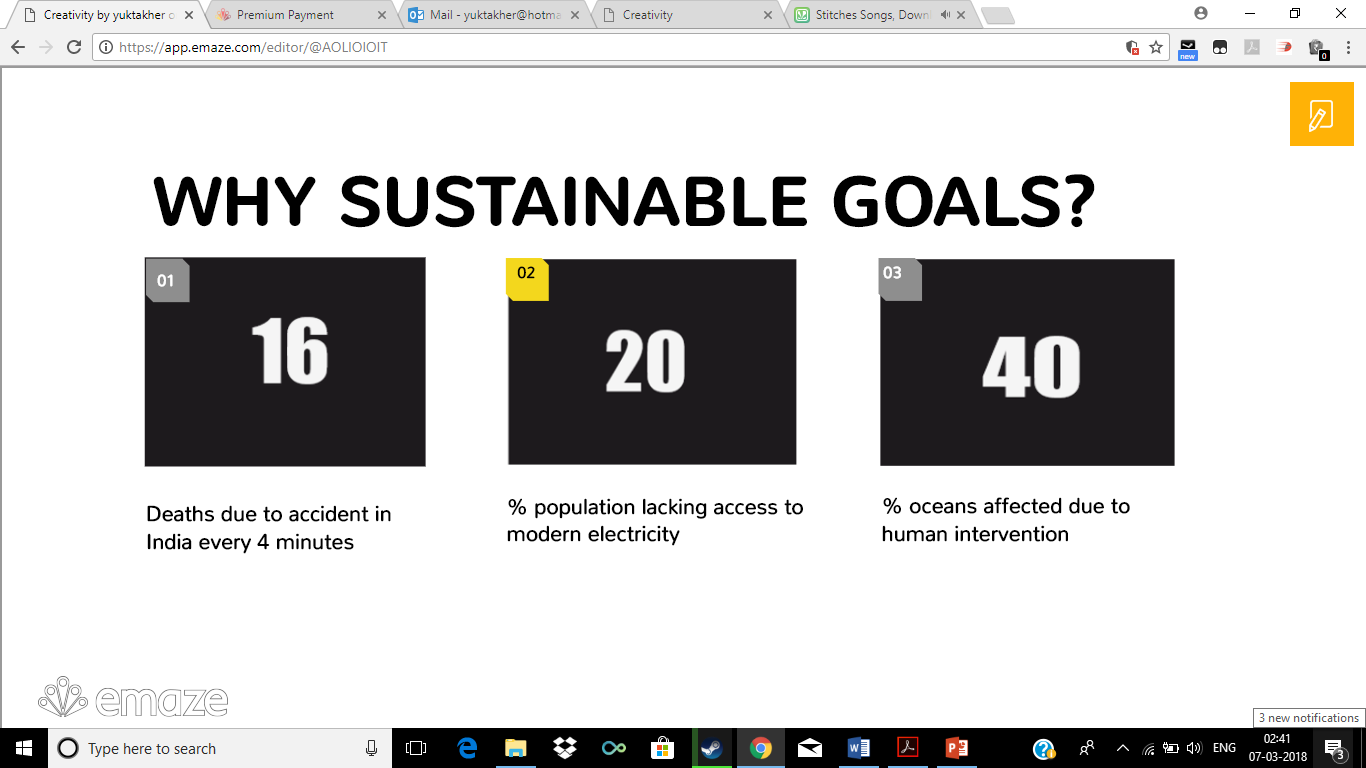 Creativity by yuktakher o
Premium Payment
Mail - yuktakher@hotma
Creativity
Stitches Songs, Down
https://app.emaze.com/editor/@AOLIOIOIT
new
0
WHY SUSTAINABLE GOALS?
01
16
Deaths due to accident in
India every 4 minutes
02
20
% population lacking access to
modern electricity
03
40
% oceans affected due to
human intervention
emaze
3 new notifications
Type here to search
ENG
02:41
07-03-2018
3